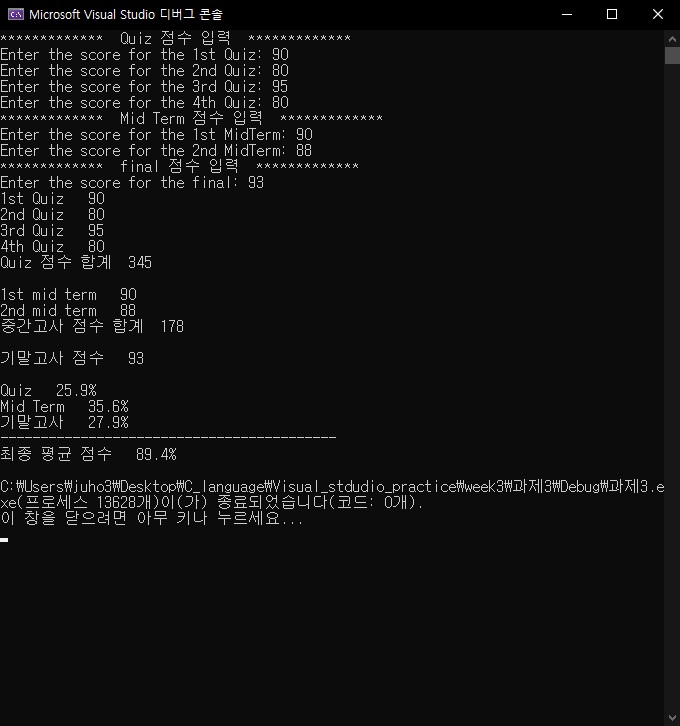 Microsoft Visual Studio 디버그 콘솔
*************  Quiz 점수 입력  *************
Enter the score for the 1st Quiz: 90
Enter the score for the 2nd Quiz: 80
Enter the score for the 3rd Quiz: 95
Enter the score for the 4th Quiz: 80
*************  Mid Term 점수 입력  *************
Enter the score for the 1st MidTerm: 90
Enter the score for the 2nd MidTerm: 88
*************  final 점수 입력  *************
Enter the score for the final: 93
1st Quiz   90
2nd Quiz   80
3rd Quiz   95
4th Quiz   80
Quiz 점수 합계  345
1st mid term   90
2nd mid term   88
중간고사 점수 합계  178
기말고사 점수   93
Quiz   25.9%
Mid Term   35.6%
기말고사   27.9%
------------------------------------------
최종 평균 점수   89.4%
C:₩Users₩juho3₩Desktop₩C_language₩Visual_stdudio_practice₩week3₩과제3₩Debug₩과제3.e
xe(프로세스 13628개)이(가) 종료되었습니다(코드: 0개).
이 창을 닫으려면 아무 키나 누르세요...